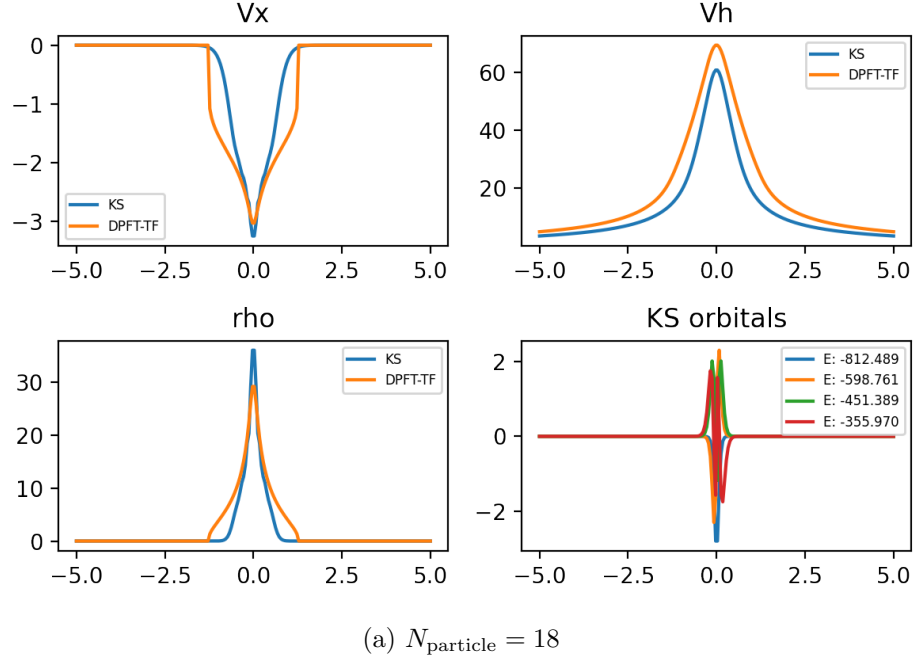 Vx
0
−1
−2
−3
KS
DPFT-TF
−5.0 −2.5 0.0 2.5 5.0
Vh
60
40
20
KS
DPFT-TF
−5.0 −2.5 0.0 2.5 5.0
rho
30
20
10
0
KS
DPFT-TF
−5.0 −2.5 0.0 2.5 5.0
KS orbitals
2
0
−2
E: -812.489
E: -598.761
E: -451.389
E: -355.970
−5.0 −2.5 0.0 2.5 5.0
(a) N_particle = 18